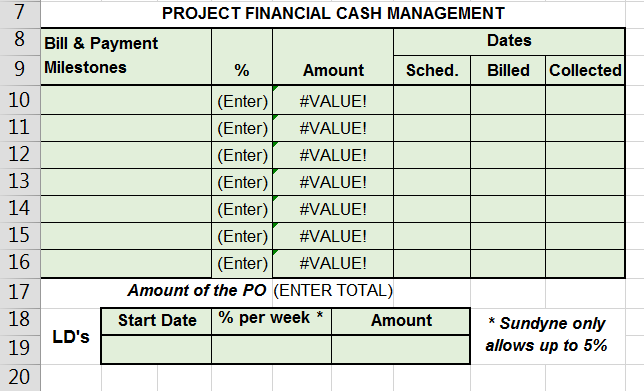 7 PROJECT FINANCIAL CASH MANAGEMENT
8 Bill & Payment Dates
9 Milestones % Amount Sched. Billed Collected
10 (Enter) #VALUE!
11 (Enter) #VALUE!
12 (Enter) #VALUE!
13 (Enter) #VALUE!
14 (Enter) #VALUE!
15 (Enter) #VALUE!
16 (Enter) #VALUE!
17 Amount of the PO (ENTER TOTAL)
18 LD's Start Date % per week * Amount * Sundyne only
19 allows up to 5%
20